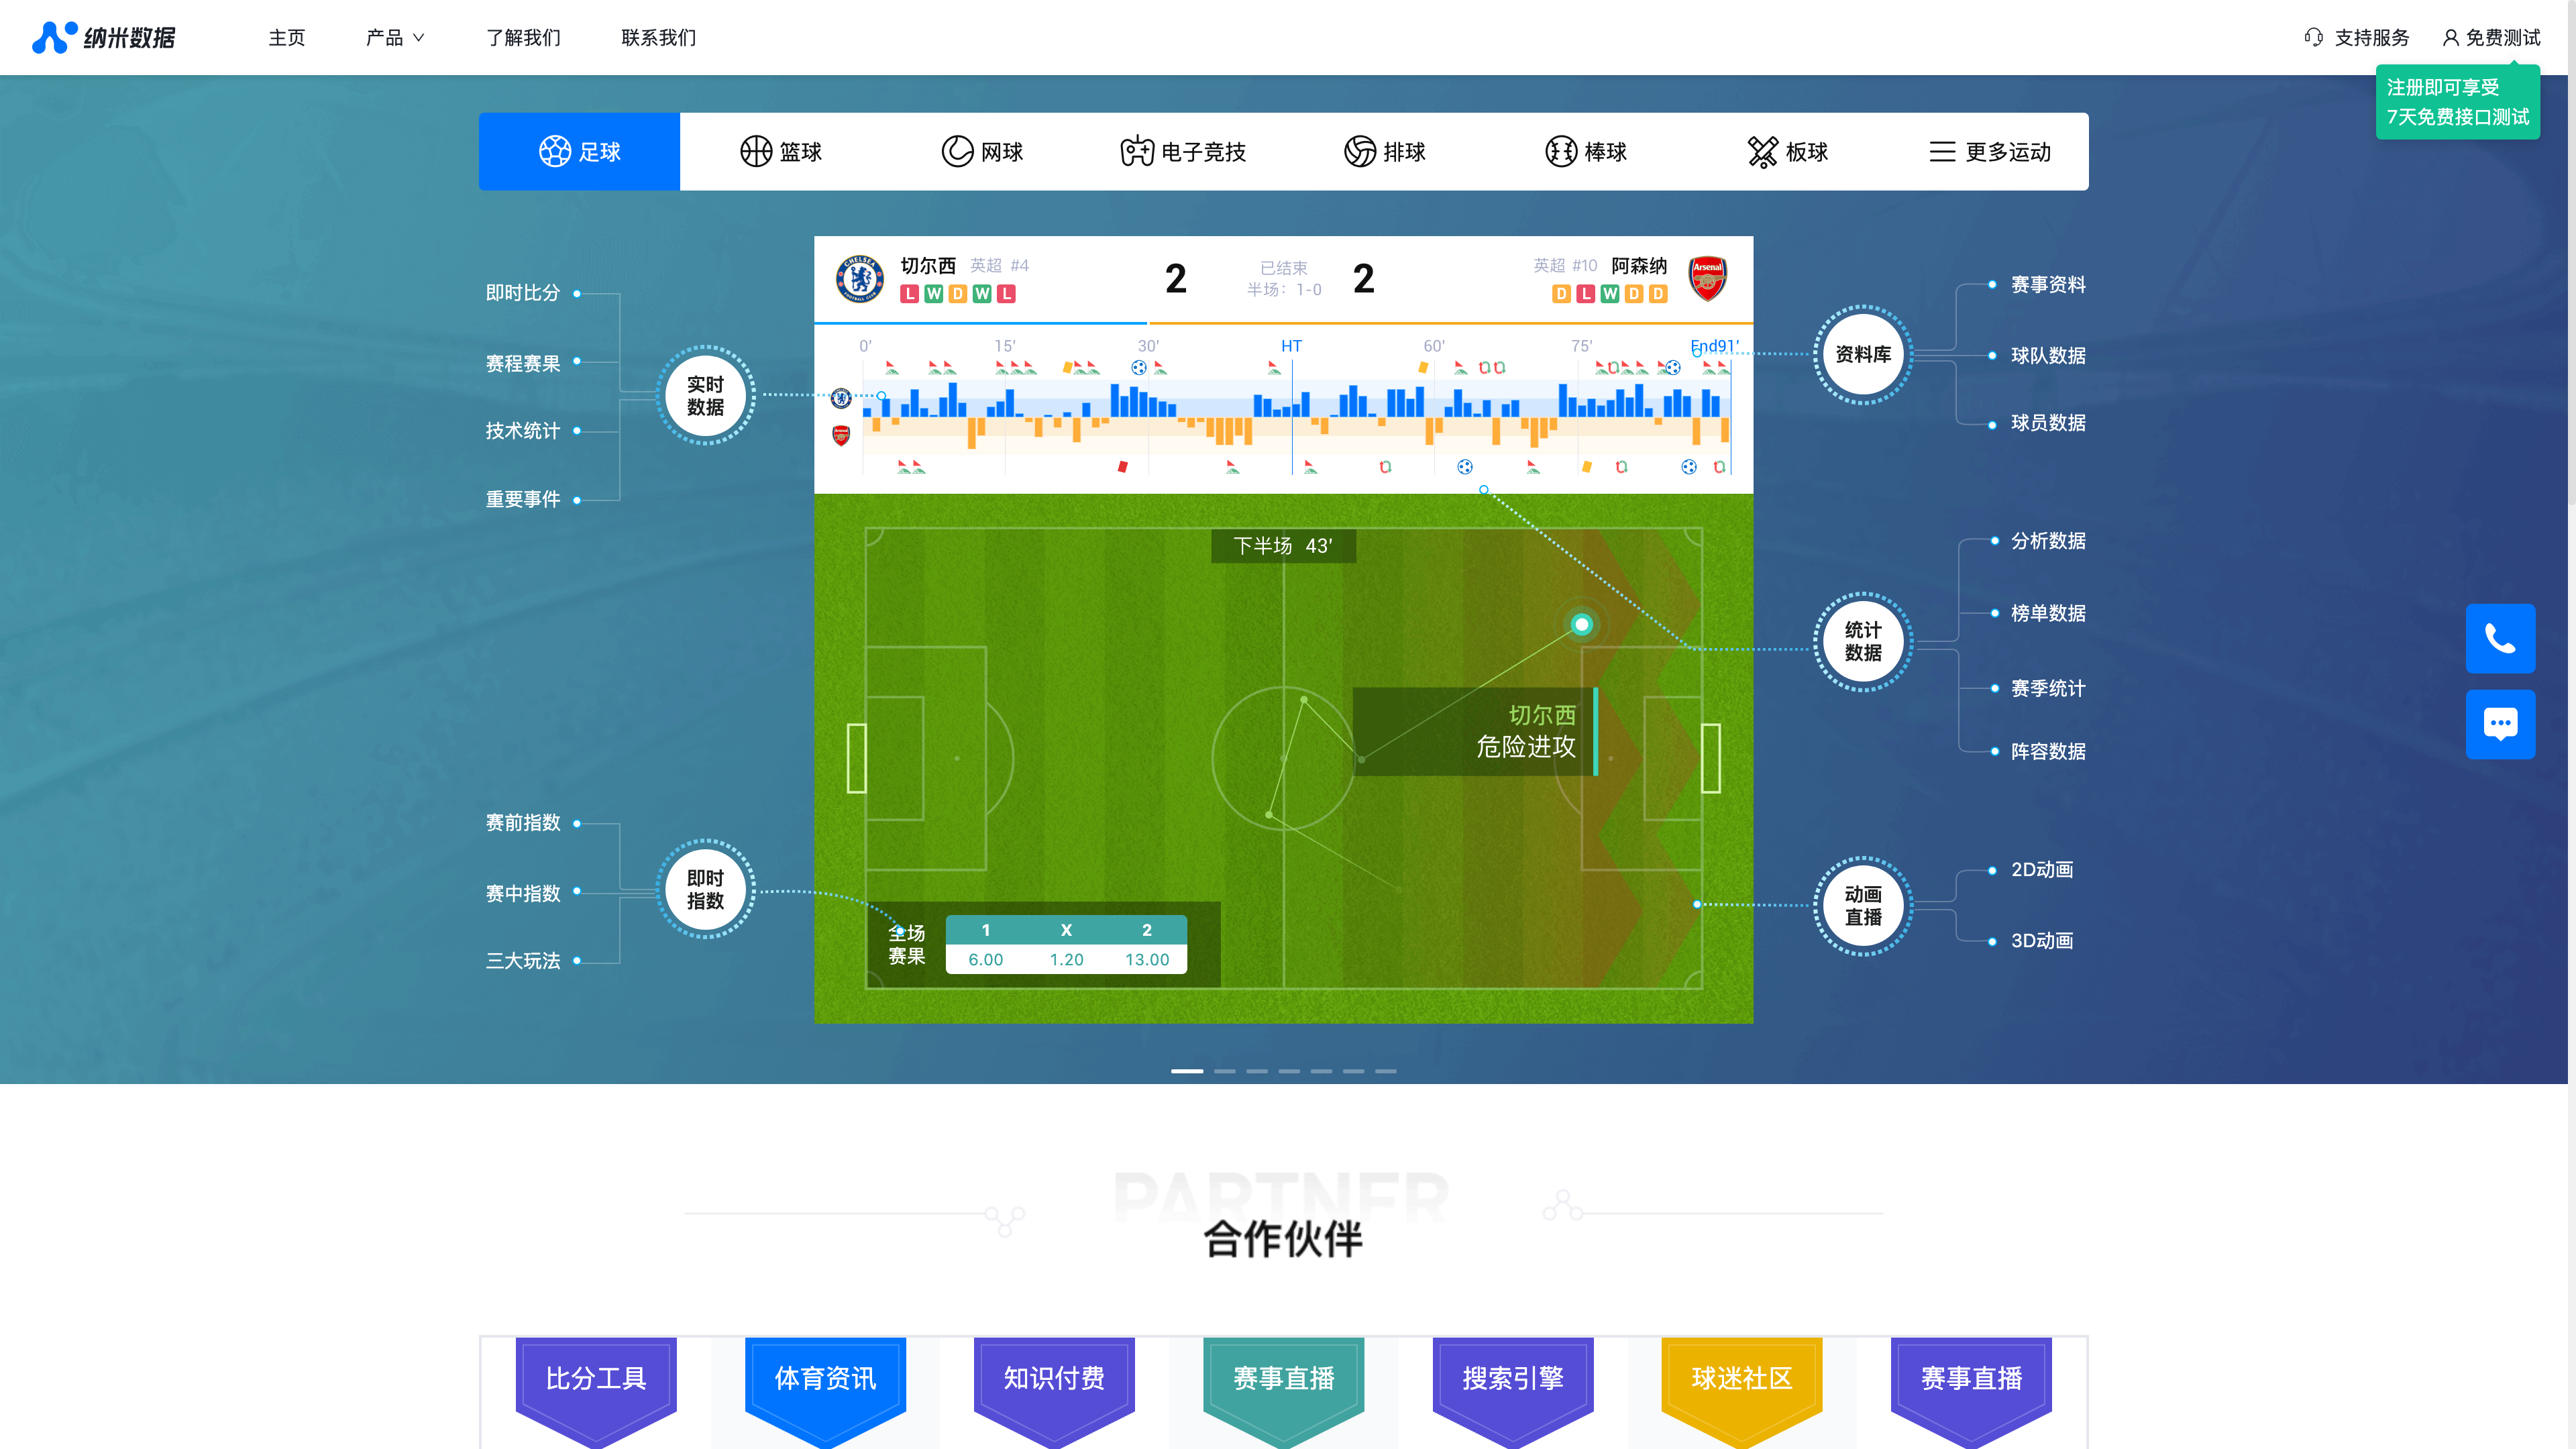 纳米数据
主页
产品
了解我们
联系我们
支持服务
免费测试
注册即可享受
7天免费接口测试
足球
篮球
网球
电子竞技
排球
棒球
板球
更多运动
切尔西 英超 #4
L W D W L
2
已结束
半场：1-0
2
英超 #10 阿森纳
D L W D D
CHELSEA
FOOTBALL CLUB
Arsenal
0' 15' 30' HT 60' 75' End91'
即时比分
赛程赛果
技术统计
重要事件
实时
数据
资料库
赛事资料
球队数据
球员数据
下半场 43'
切尔西
危险进攻
统计
数据
分析数据
榜单数据
赛季统计
阵容数据
赛前指数
赛中指数
三大玩法
即时
指数
全场
赛果
1 X 2
6.00 1.20 13.00
动画
直播
2D动画
3D动画
PARTNER
合作伙伴
比分工具
体育资讯
知识付费
赛事直播
搜索引擎
球迷社区
赛事直播